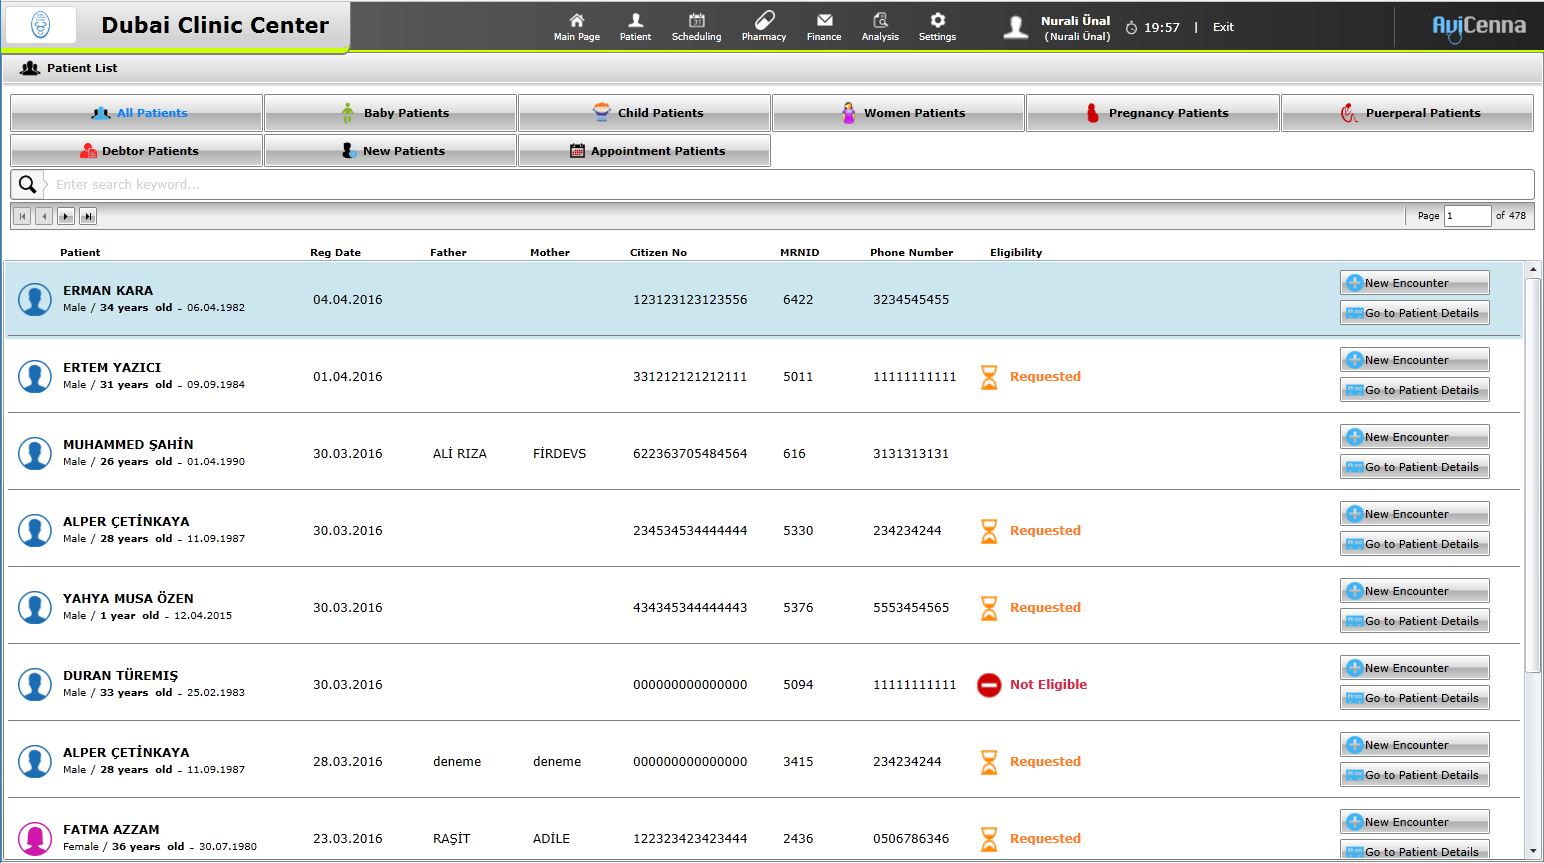 Dubai Clinic Center
Main Page Patient Scheduling Pharmacy Finance Analysis Settings
Nurali Ünal
(Nurali Ünal)
19:57 | Exit
AviCenna
Patient List
All Patients Baby Patients Child Patients Women Patients Pregnancy Patients Puerperal Patients
Debtor Patients New Patients Appointment Patients
Enter search keyword...
Page 1 of 478
Patient Reg Date Father Mother Citizen No MRNID Phone Number Eligibility
ERMAN KARA
Male / 34 years old - 06.04.1982
04.04.2016 123123123123556 6422 3234545455
New Encounter
Go to Patient Details
ERTEM YAZICI
Male / 31 years old - 09.09.1984
01.04.2016 331212121212111 5011 11111111111 Requested
New Encounter
Go to Patient Details
MUHAMMED ŞAHİN
Male / 26 years old - 01.04.1990
30.03.2016 ALİ RIZA FİRDEVS 622363705484564 616 3131313131
New Encounter
Go to Patient Details
ALPER ÇETİNKAYA
Male / 28 years old - 11.09.1987
30.03.2016 234534534444444 5330 234234244 Requested
New Encounter
Go to Patient Details
YAHYA MUSA ÖZEN
Male / 1 year old - 12.04.2015
30.03.2016 434345344444443 5376 5553454565 Requested
New Encounter
Go to Patient Details
DURAN TÜREMIŞ
Male / 33 years old - 25.02.1983
30.03.2016 000000000000000 5094 11111111111 Not Eligible
New Encounter
Go to Patient Details
ALPER ÇETİNKAYA
Male / 28 years old - 11.09.1987
28.03.2016 deneme deneme 000000000000000 3415 234234244 Requested
New Encounter
Go to Patient Details
FATMA AZZAM
Female / 36 years old - 30.07.1980
23.03.2016 RAŞİT ADİLE 122323423423444 2436 0506786346 Requested
New Encounter
Go to Patient Details